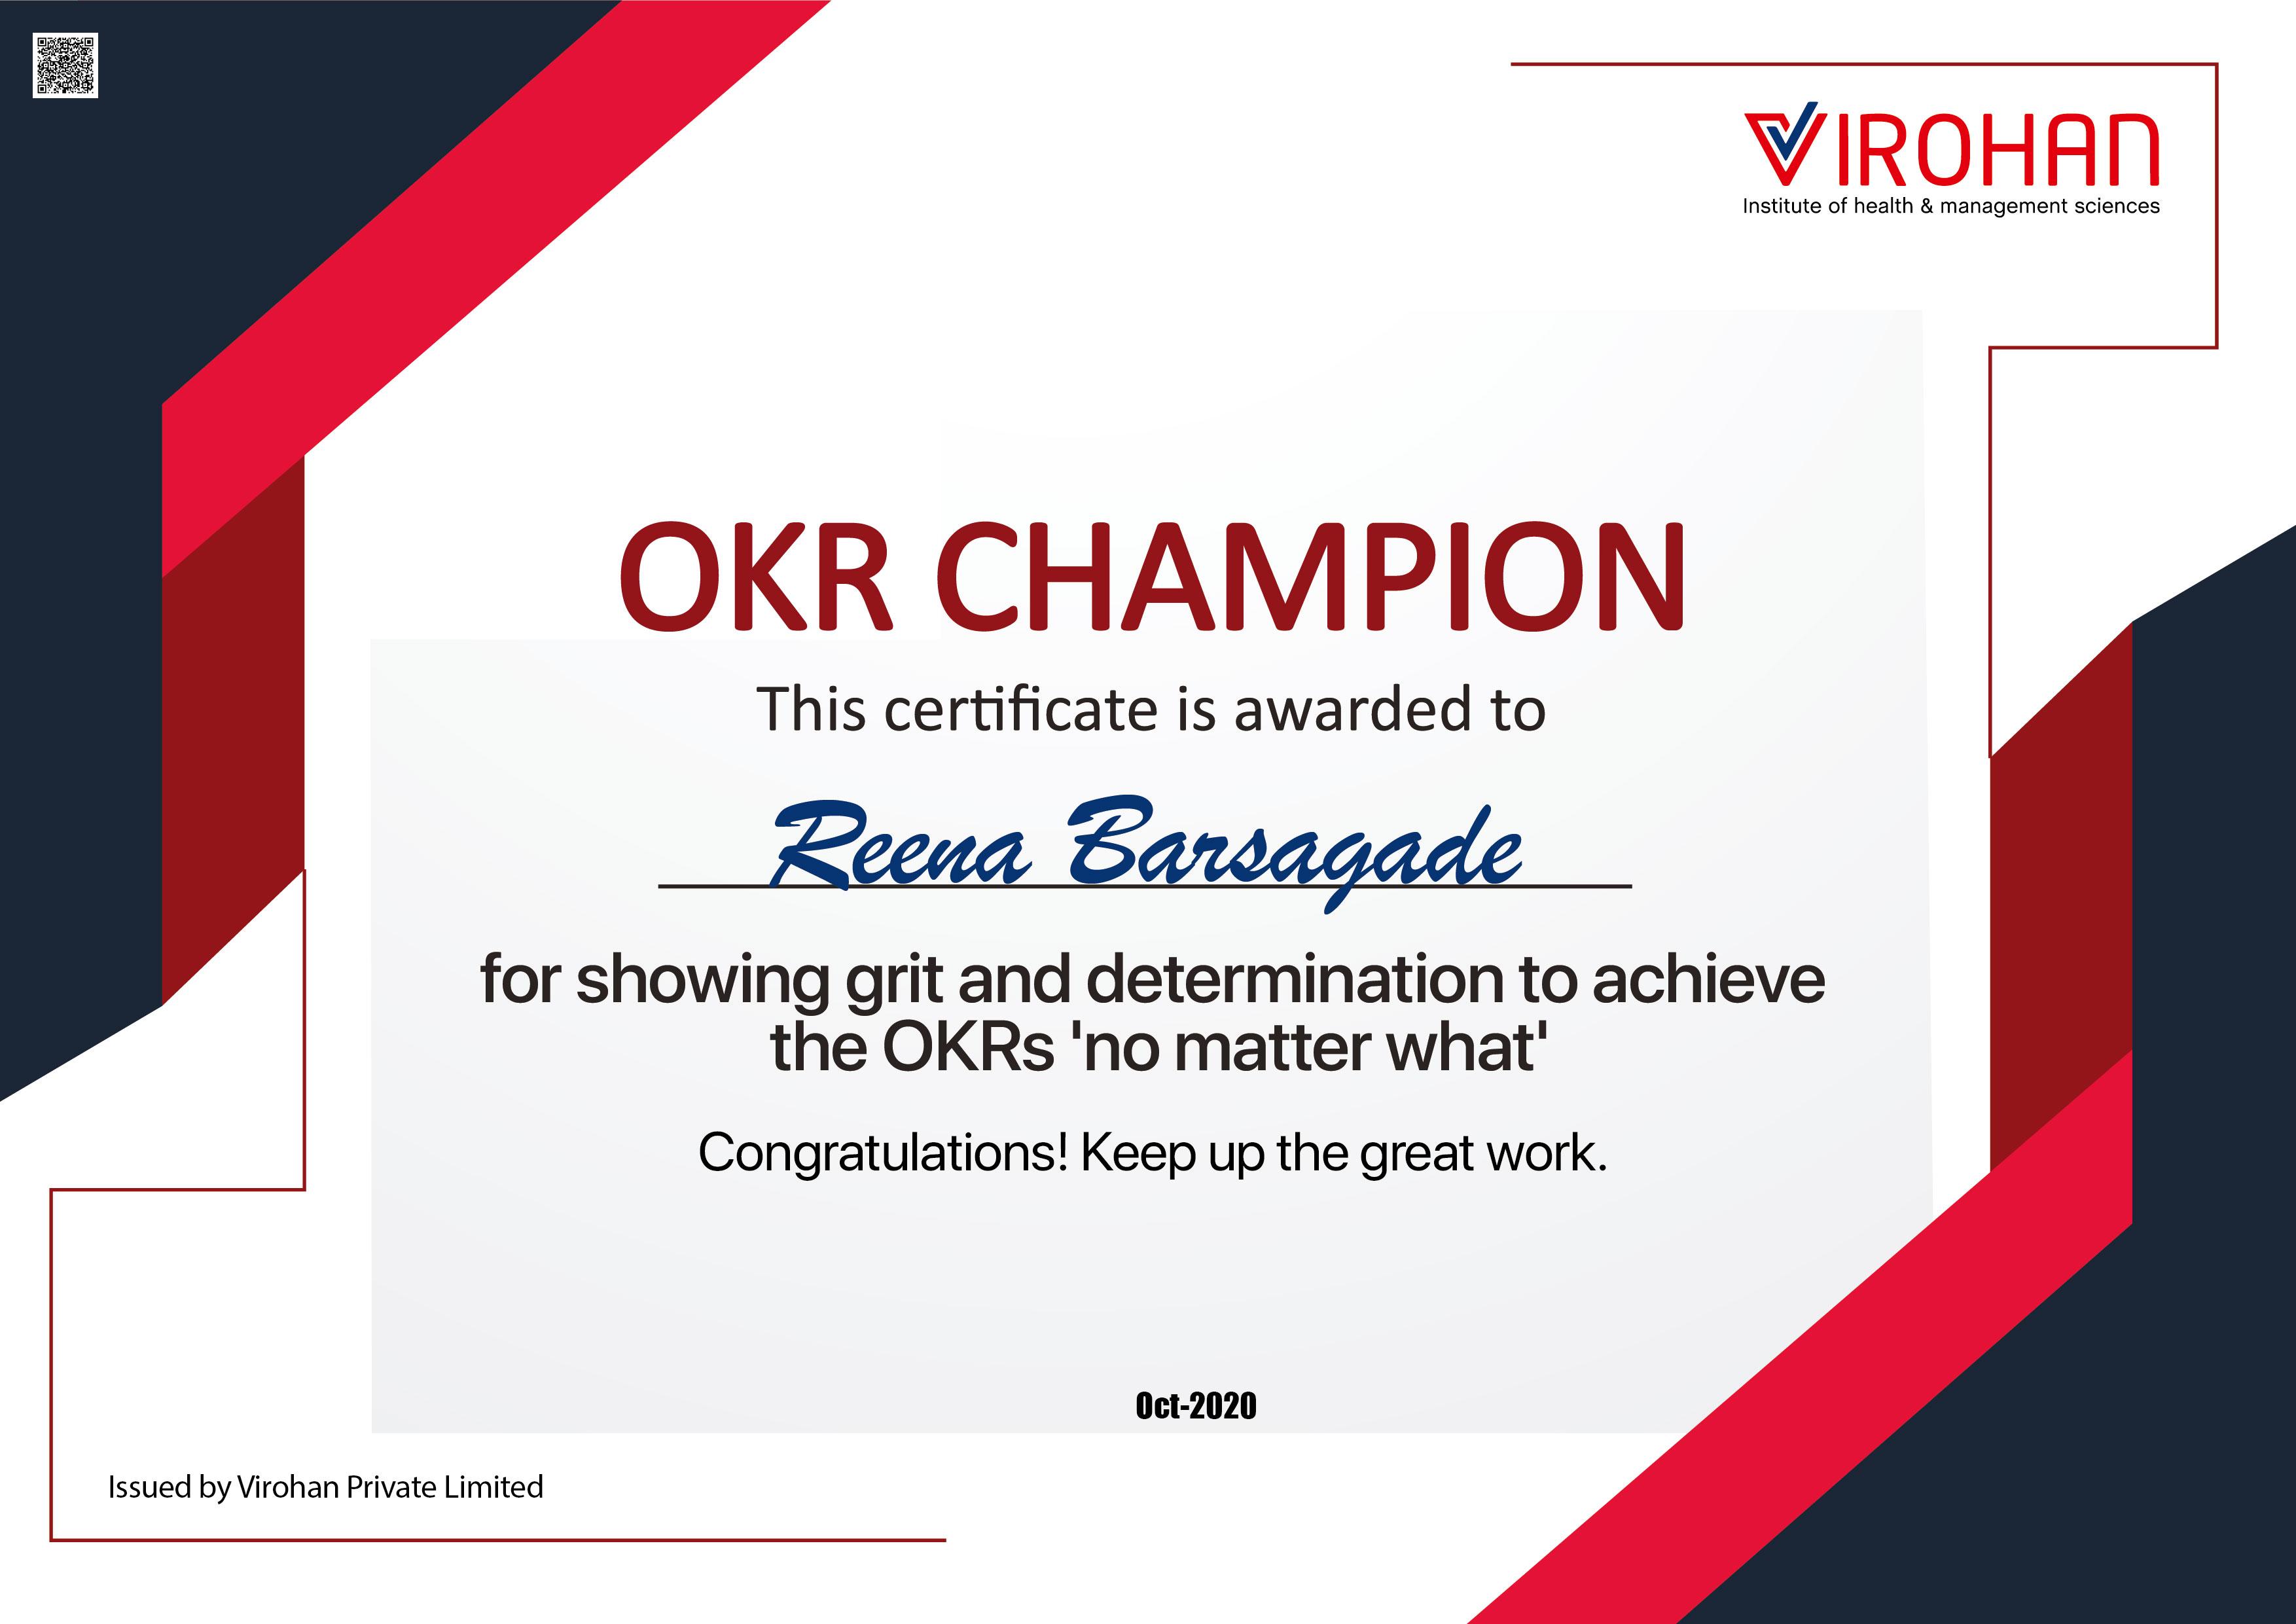 VIROHAN
Institute of health & management sciences
OKR CHAMPION
This certificate is awarded to
Reena Barsagade
for showing grit and determination to achieve
the OKRs 'no matter what'
Congratulations! Keep up the great work.
Oct-2020
Issued by Virohan Private Limited